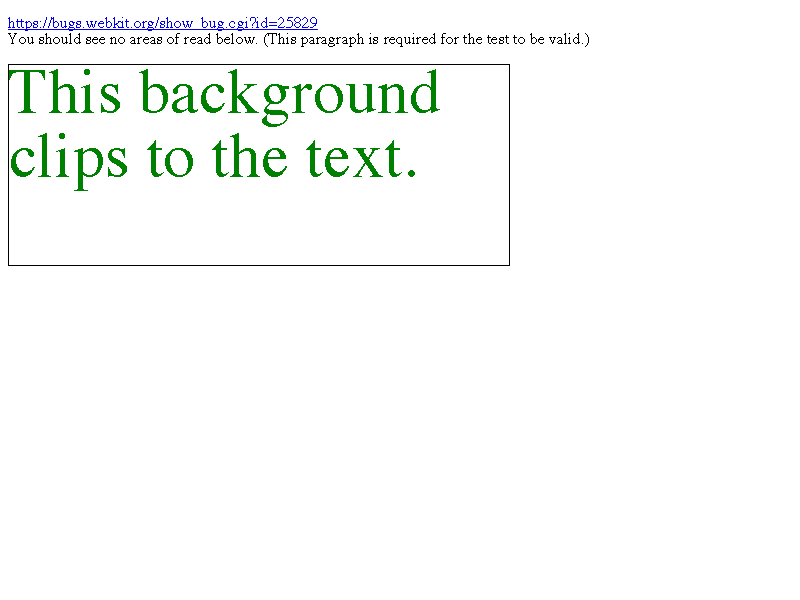 https://bugs.webkit.org/show_bug.cgi?id=25829
You should see no areas of read below. (This paragraph is required for the test to be valid.)
This background
clips to the text.